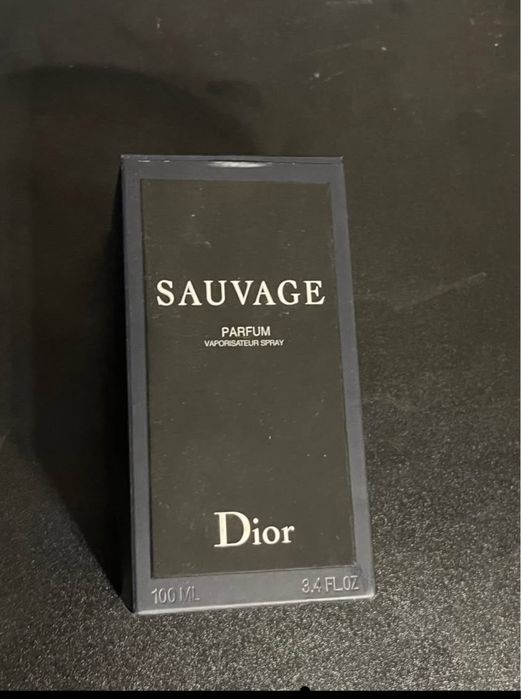 SAUVAGE
PARFUM
VAPORISATEUR SPRAY
Dior
100 ML 3.4 FL.OZ